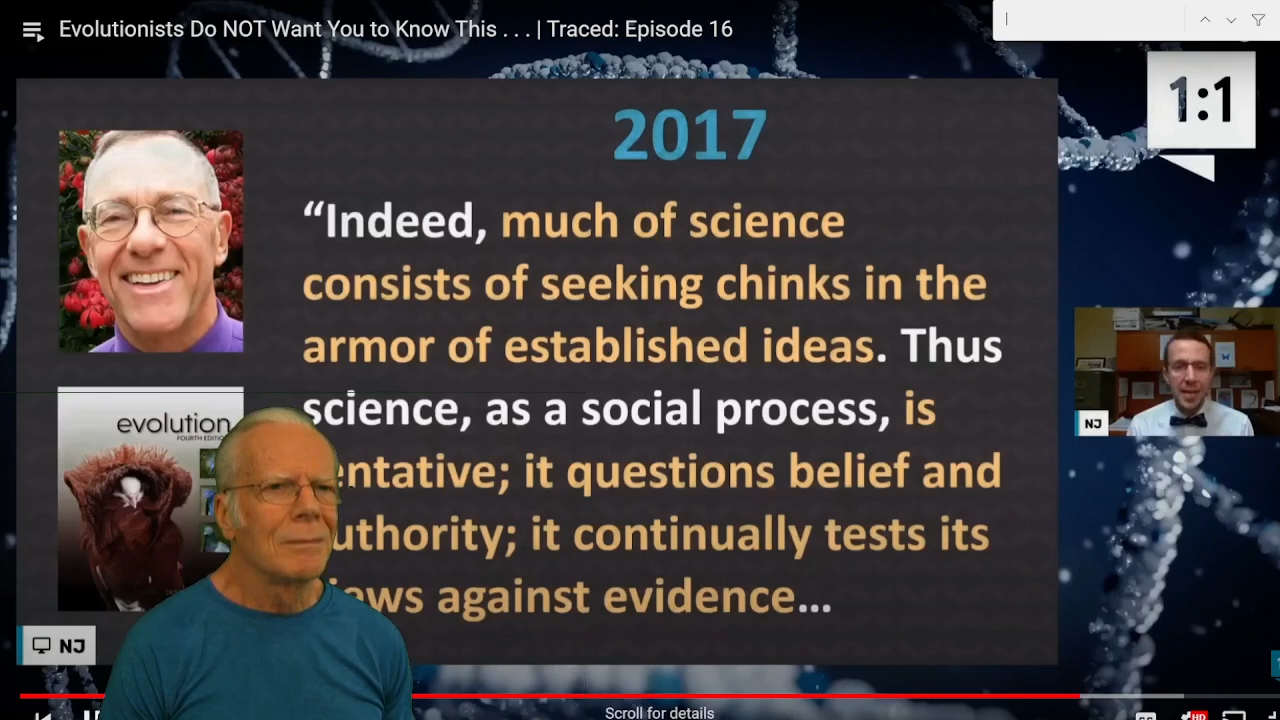 Evolutionists Do NOT Want You to Know This . . . | Traced: Episode 16
1:1
2017
“Indeed, much of science
consists of seeking chinks in the
armor of established ideas. Thus
science, as a social process, is
entative; it questions belief and
uthority; it continually tests its
ews against evidence...
evolution
FOURTH EDITION
NJ
NJ
Scroll for details
HD